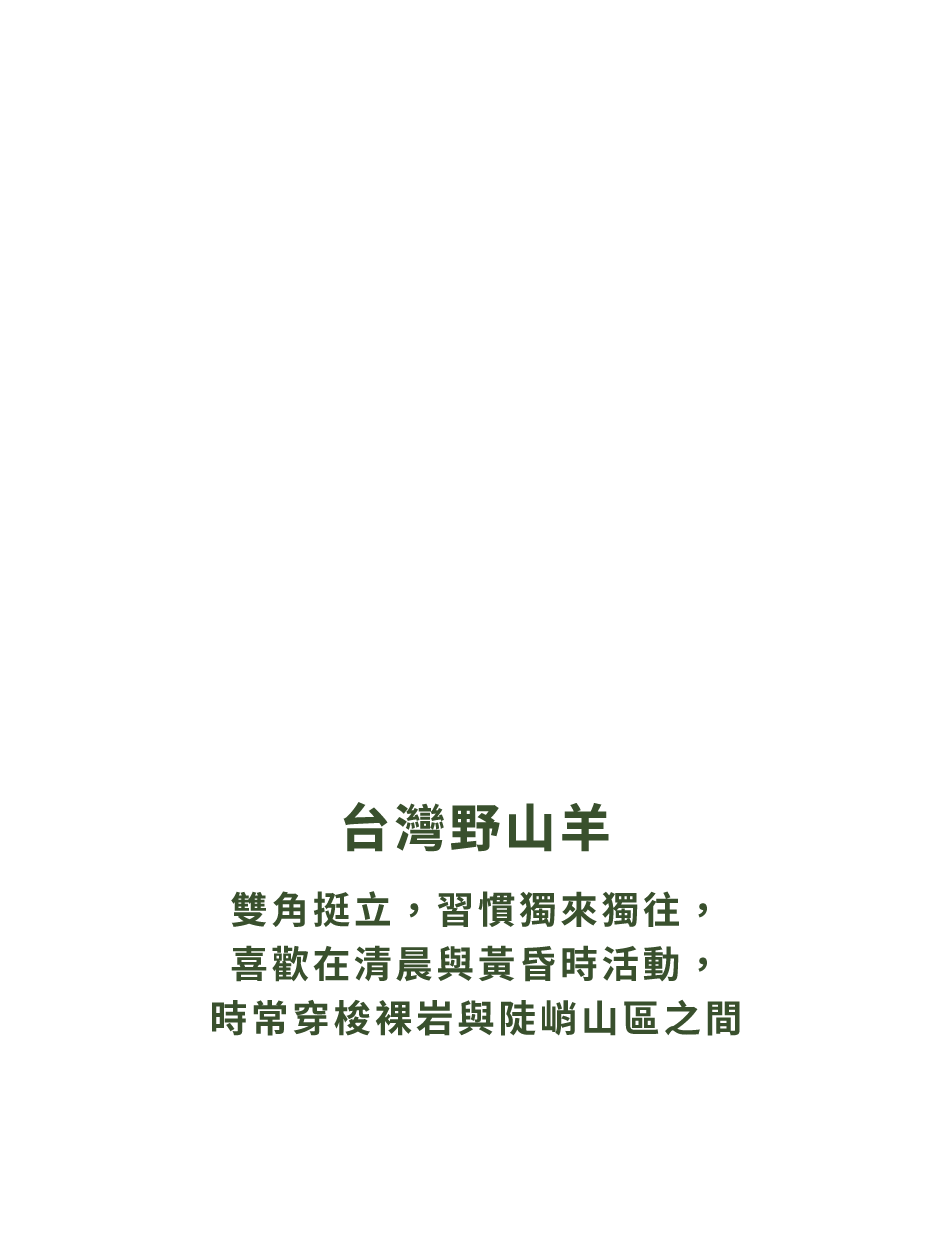 台灣野山羊
雙角挺立，習慣獨來獨往，
喜歡在清晨與黃昏時活動，
時常穿梭裸岩與陡峭山區之間